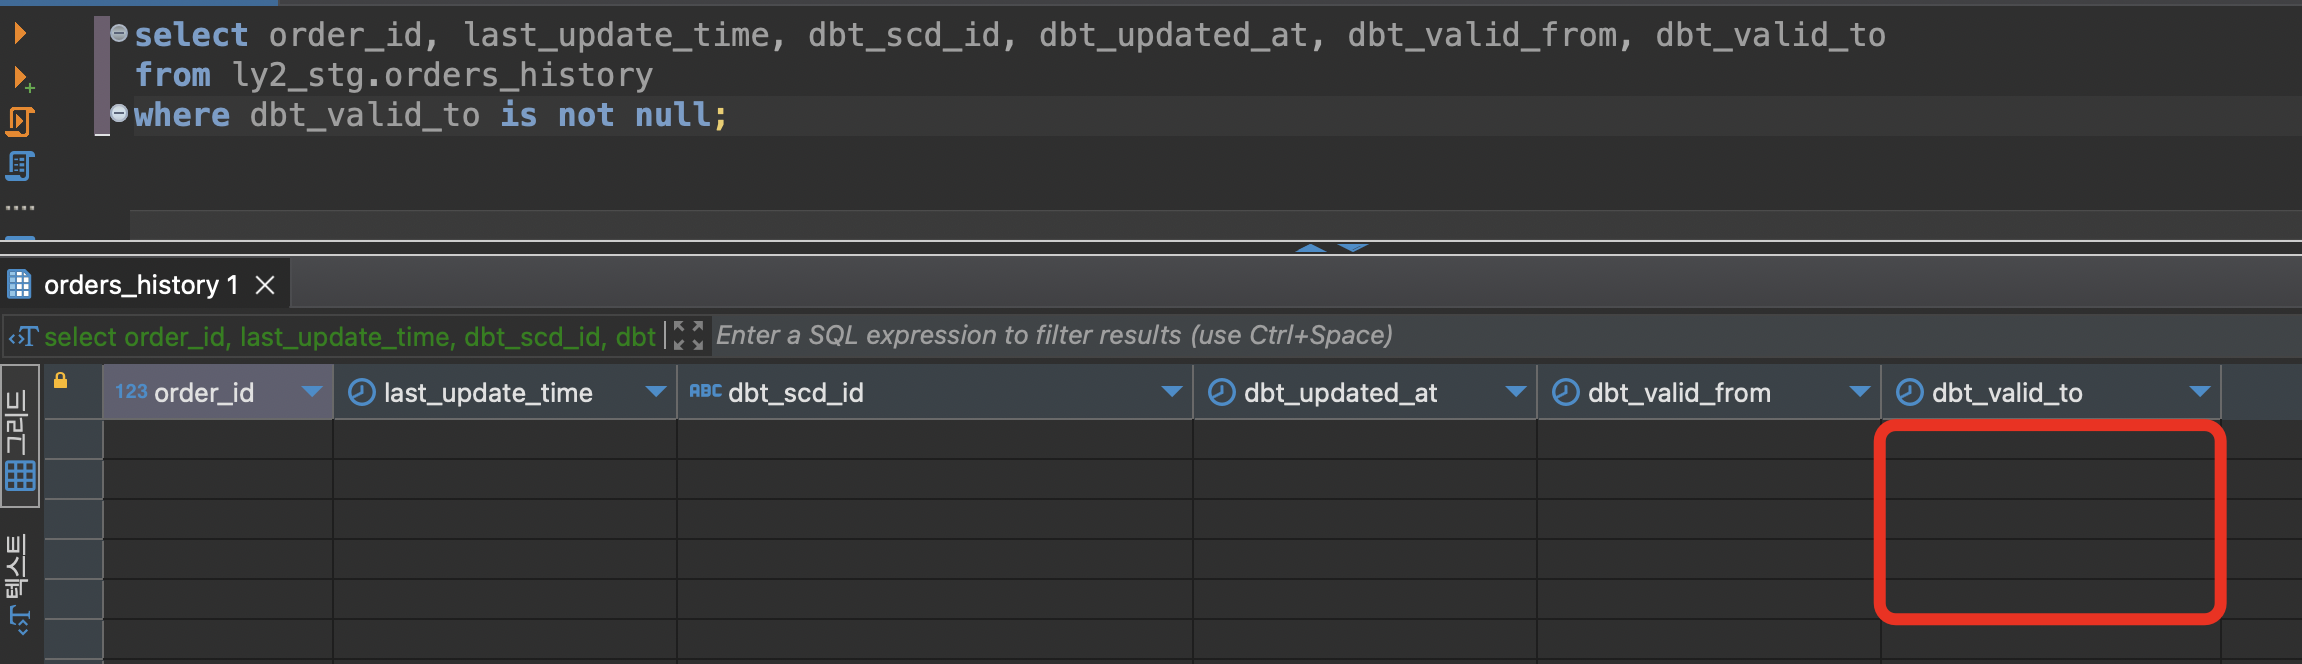 select order_id, last_update_time, dbt_scd_id, dbt_updated_at, dbt_valid_from, dbt_valid_to
from ly2_stg.orders_history
where dbt_valid_to is not null;
orders_history 1
select order_id, last_update_time, dbt_scd_id, dbt
Enter a SQL expression to filter results (use Ctrl+Space)
123 order_id
last_update_time
ABC dbt_scd_id
dbt_updated_at
dbt_valid_from
dbt_valid_to
그리드
텍스트